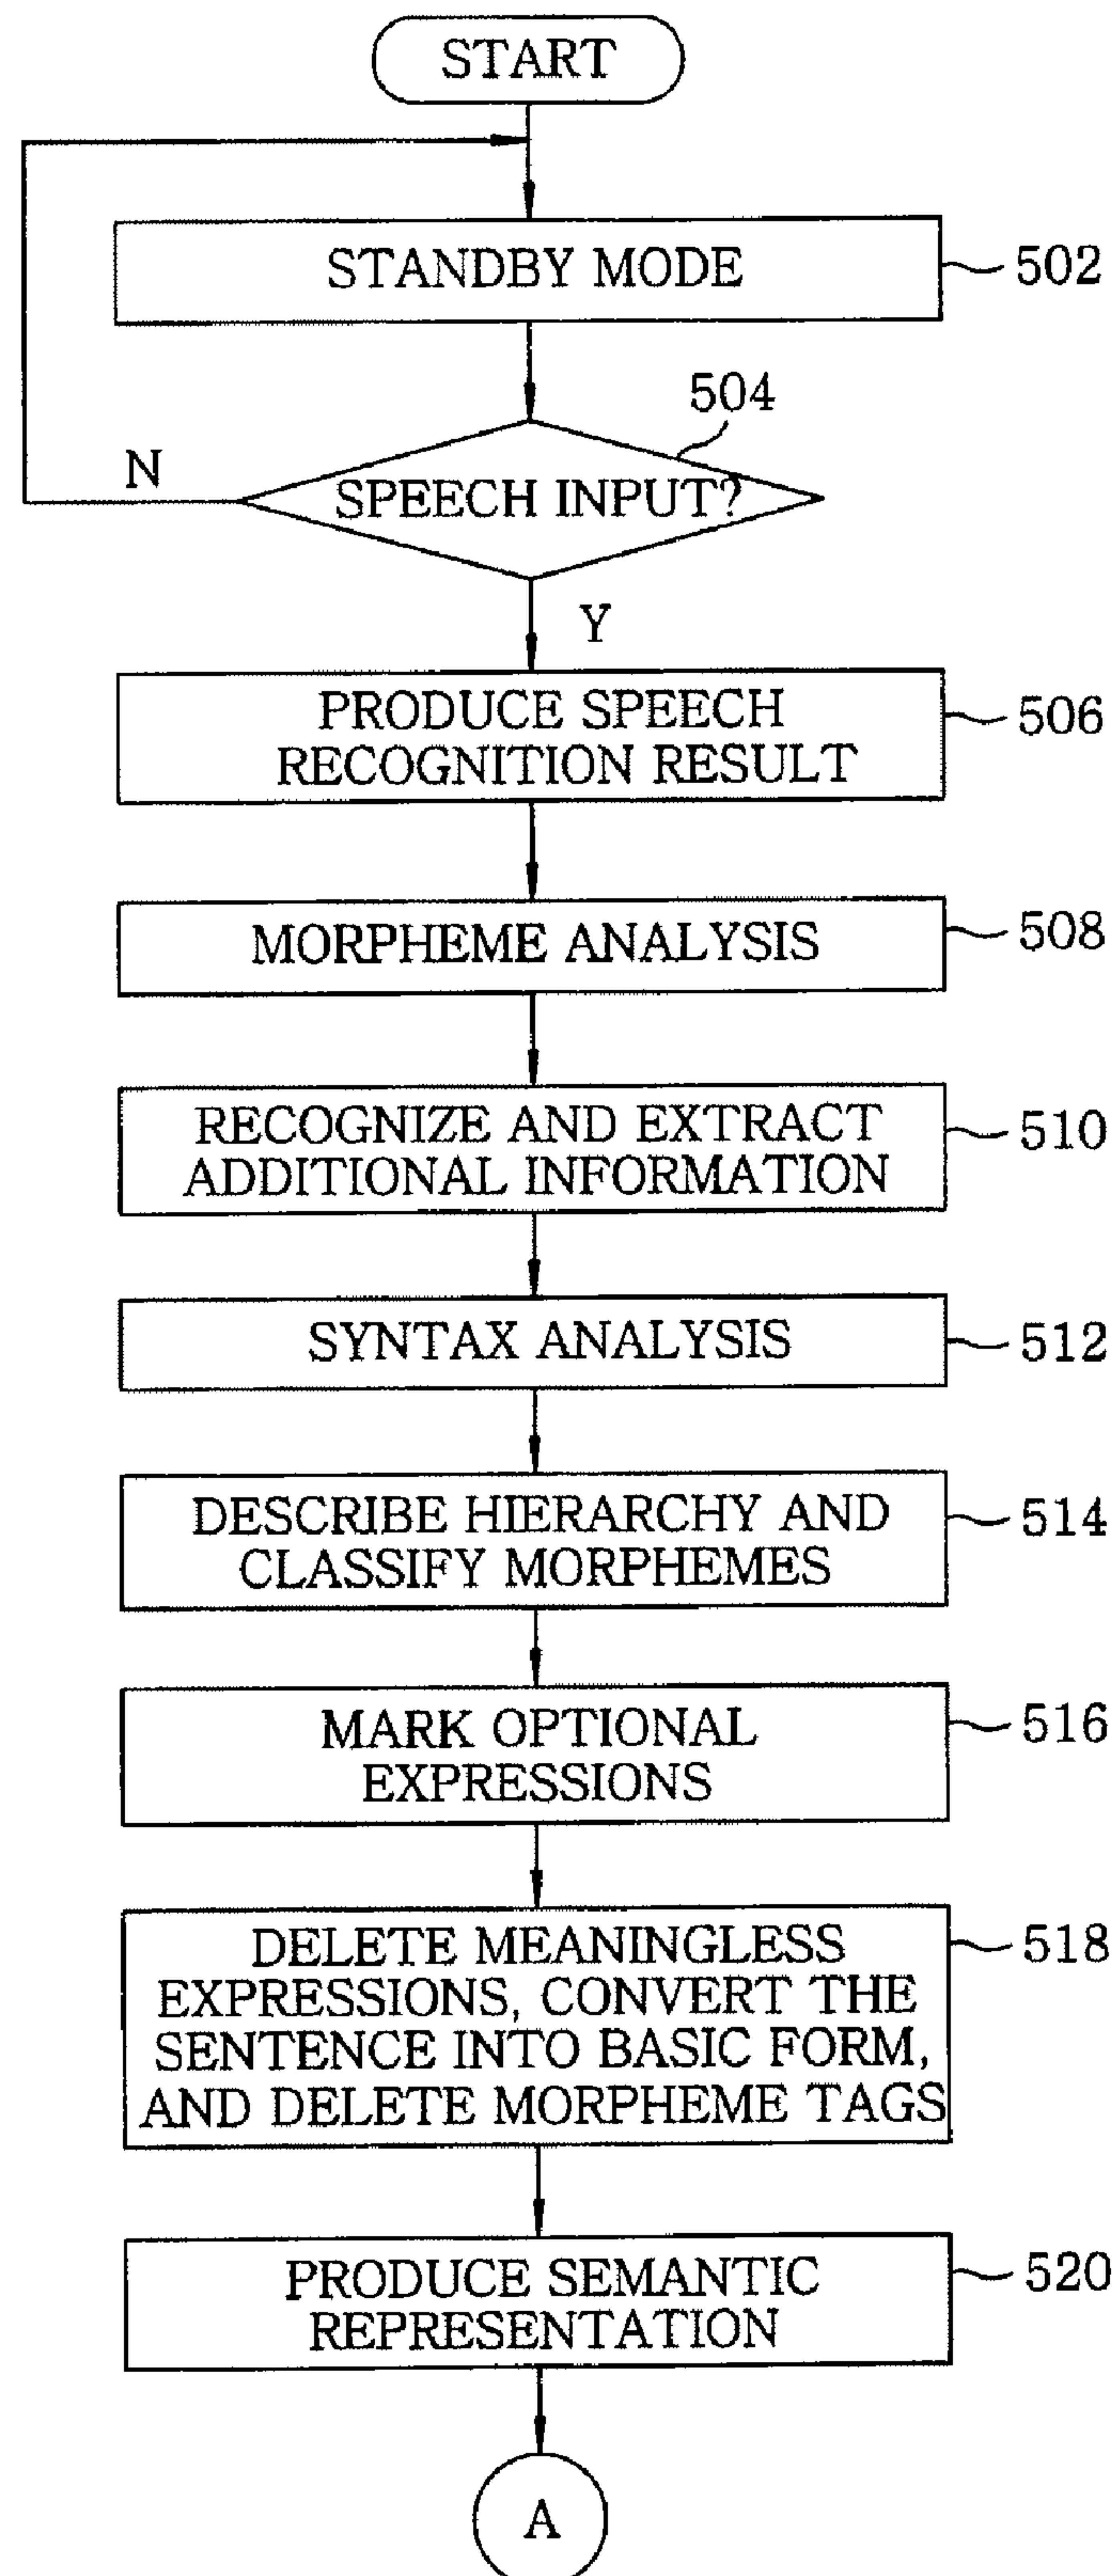 START
STANDBY MODE
502
504
N
SPEECH INPUT?
Y
PRODUCE SPEECH
RECOGNITION RESULT
506
MORPHEME ANALYSIS
508
RECOGNIZE AND EXTRACT
ADDITIONAL INFORMATION
510
SYNTAX ANALYSIS
512
DESCRIBE HIERARCHY AND
CLASSIFY MORPHEMES
514
MARK OPTIONAL
EXPRESSIONS
516
DELETE MEANINGLESS
EXPRESSIONS, CONVERT THE
SENTENCE INTO BASIC FORM,
AND DELETE MORPHEME TAGS
518
PRODUCE SEMANTIC
REPRESENTATION
520
A